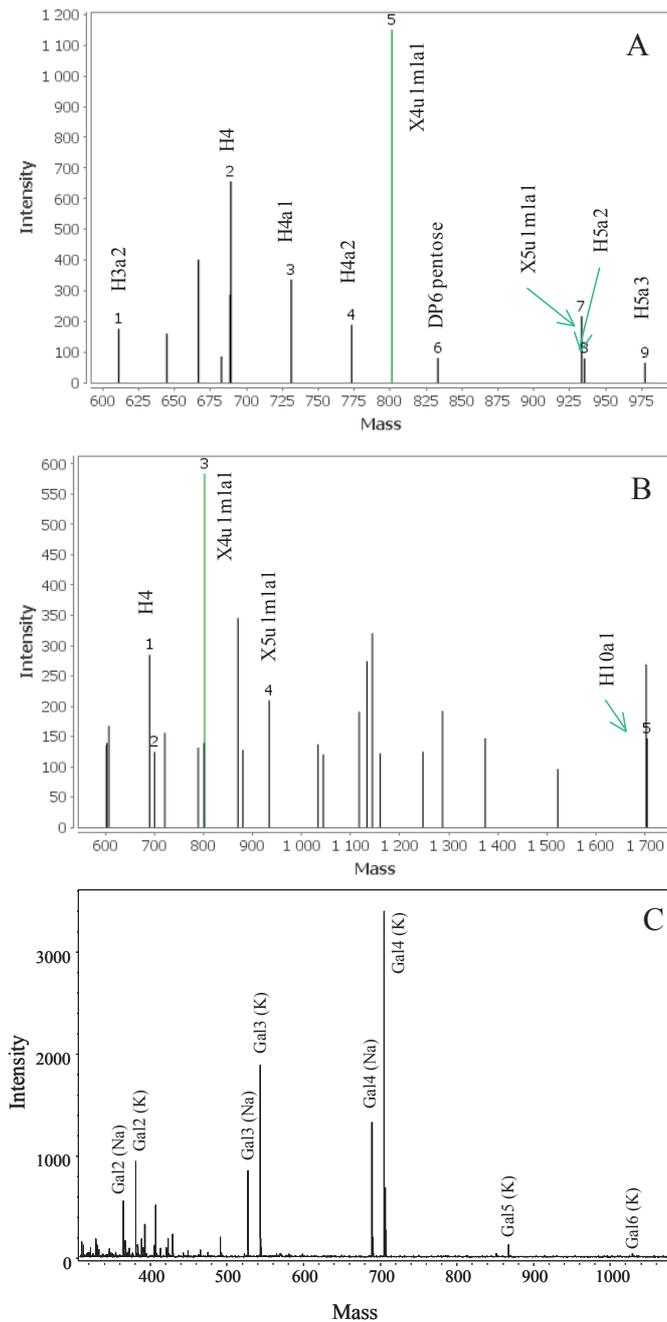 A
1 200
1 100
1 000
900
800
700
600
500
400
300
200
100
0
Intensity
H3a2
1
H4
2
H4a1
3
H4a2
4
5
X4u1m1a1
DP6 pentose
6
X5u1m1a1
7
H5a2
8
H5a3
9
600 625 650 675 700 725 750 775 800 825 850 875 900 925 950 975
Mass
B
600
550
500
450
400
350
300
250
200
150
100
50
0
Intensity
H4
1
2
3
X4u1m1a1
X5u1m1a1
4
H10a1
5
600 700 800 900 1 000 1 100 1 200 1 300 1 400 1 500 1 600 1 700
Mass
C
3000
2000
1000
0
Intensity
Gal2 (Na)
Gal2 (K)
Gal3 (Na)
Gal3 (K)
Gal4 (Na)
Gal4 (K)
Gal5 (K)
Gal6 (K)
400 600 700 800 900 1000
Mass